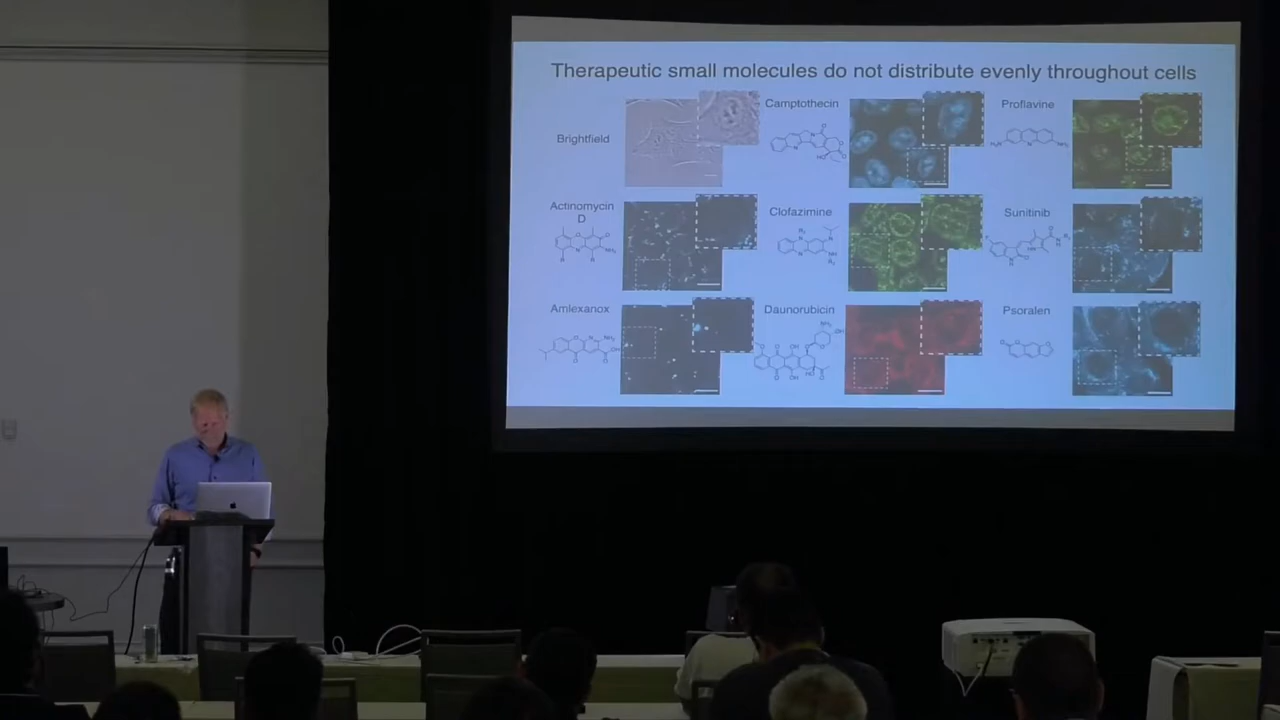 Therapeutic small molecules do not distribute evenly throughout cells
Brightfield
Camptothecin
Proflavine
Actinomycin
D
Clofazimine
Sunitinib
Amlexanox
Daunorubicin
Psoralen